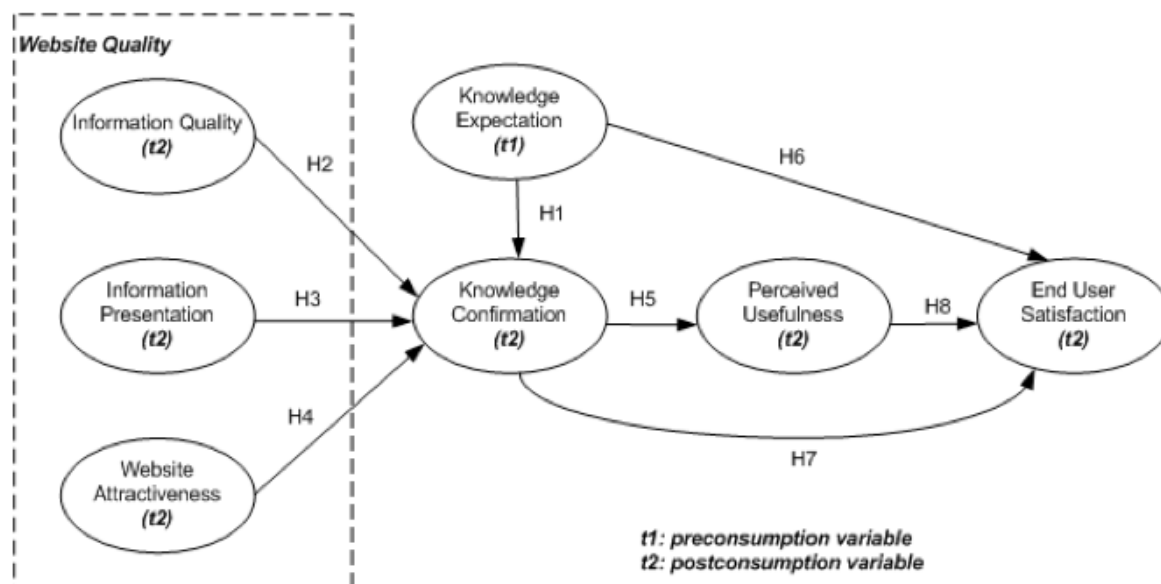 Website Quality
Information Quality
(t2)
Knowledge
Expectation
(t1)
H2
H6
H1
Information
Presentation
(t2)
H3
Knowledge
Confirmation
(t2)
H5
Perceived
Usefulness
(t2)
H8
End User
Satisfaction
(t2)
H4
H7
Website
Attractiveness
(t2)
t1: preconsumption variable
t2: postconsumption variable